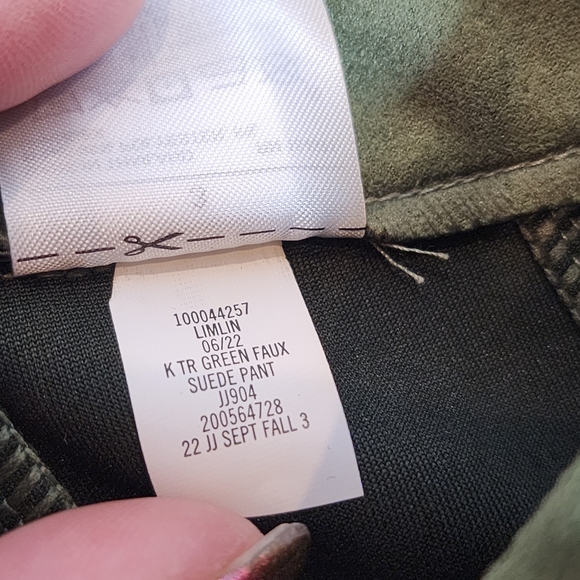 100044257
LIMLIN
06/22
K TR GREEN FAUX
SUEDE PANT
JJ904
200564728
22 JJ SEPT FALL 3